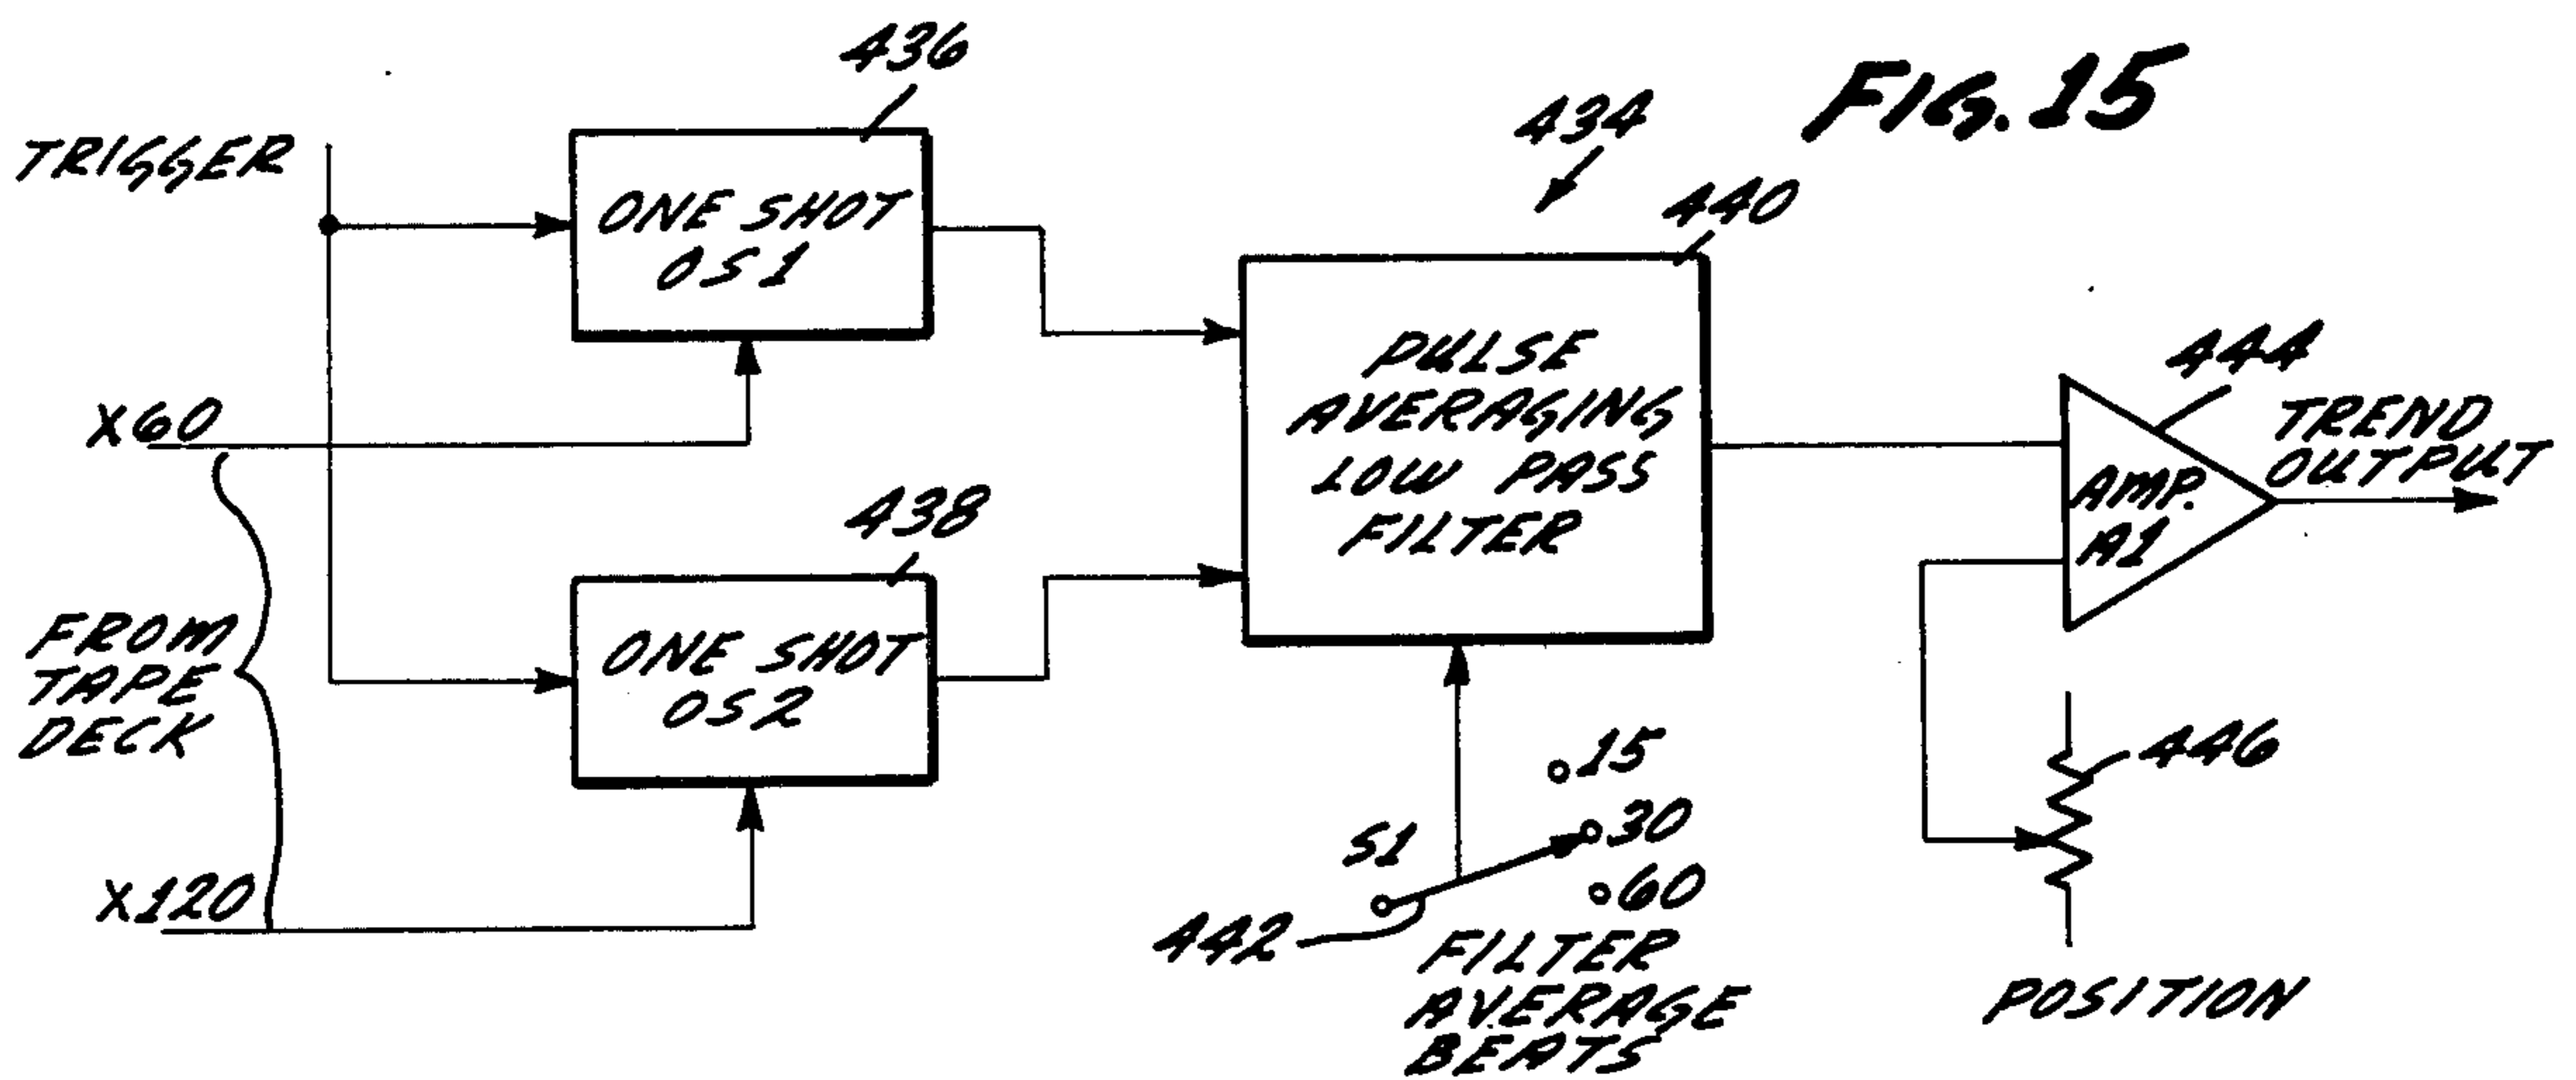 FIG. 15
436
434
TRIGGER
440
ONE SHOT
OS1
PULSE
AVERAGING
LOW PASS
FILTER
444
TREND
OUTPUT
X60
AMP.
A1
438
FROM
TAPE
DECK
ONE SHOT
OS2
446
15
30
60
S1
442
X120
FILTER
AVERAGE
BEATS
POSITION